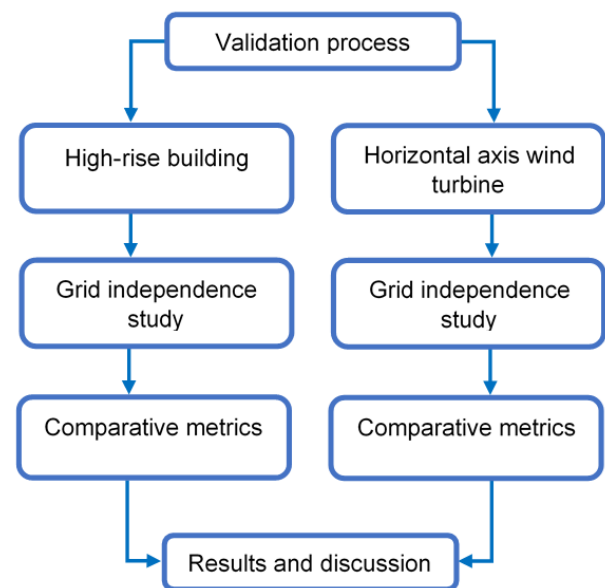 Validation process
High-rise building
Horizontal axis wind
turbine
Grid independence
study
Grid independence
study
Comparative metrics
Comparative metrics
Results and discussion